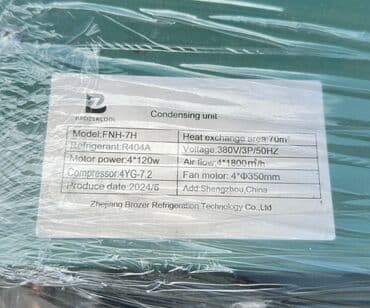 BROZERCOOL
Condensing unit
Model:FNH-7H Heat exchange area:70m²
Refrigerant:R404A Voltage:380V/3P/50HZ
Motor power:4*120w Air flow:4*1800m³/h
Compressor:4YG-7.2 Fan motor: 4*Φ350mm
Produce date:2024/6 Add:Shengzhou,China
Zhejiang Brozer Refrigeration Technology Co.,Ltd